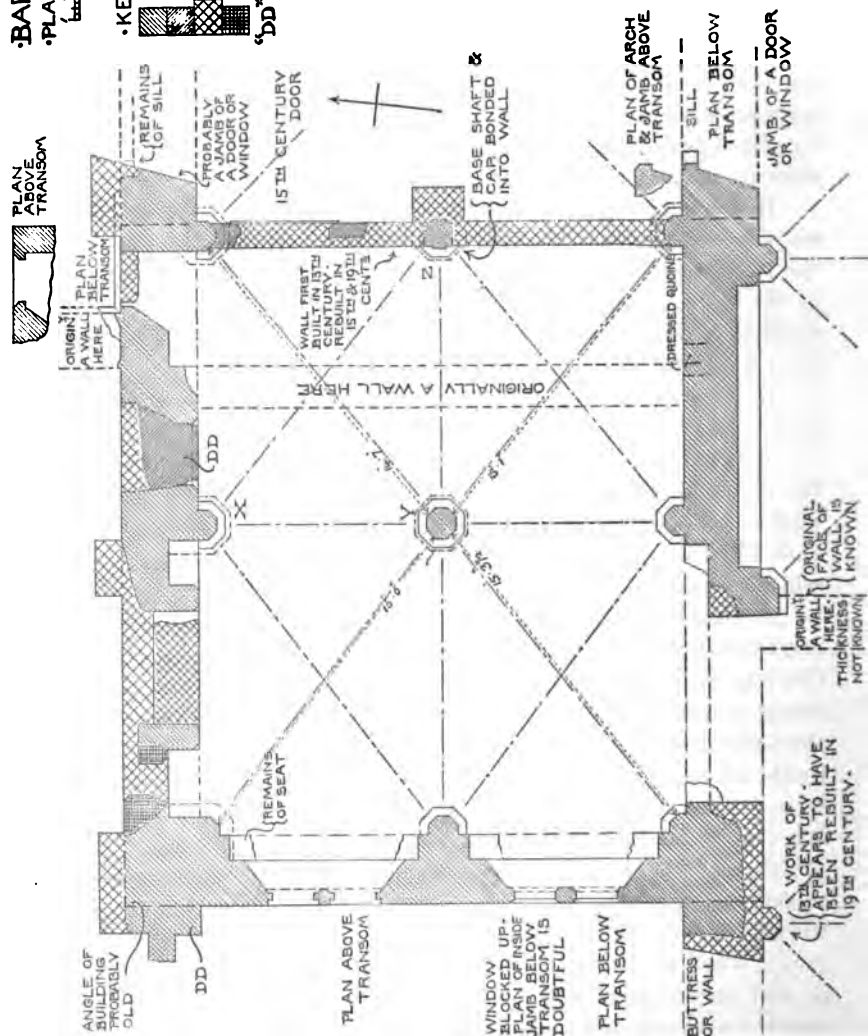 PLAN
ABOVE
TRANSOM
·BAR
·PLA
·KE
"DD"
ORIGIN
A WALL
HERE
PLAN
BELOW
TRANSOM
REMAINS
OF SILL
PROBABLY
A JAMB OF
A DOOR OR
WINDOW
15TH CENTURY
DOOR
WALL FIRST
BUILT IN 13TH
CENTURY·
REBUILT IN
15TH & 19TH
CENTS
BASE SHAFT &
CAP BONDED
INTO WALL
PLAN OF ARCH
& JAMB ABOVE
TRANSOM
SILL
PLAN BELOW
TRANSOM
JAMB OF A DOOR
OR WINDOW
DRESSED QUOINS
ORIGINALLY A WALL HERE
DD
X
Y
Z
ANGLE OF
BUILDING
PROBABLY
OLD
DD
REMAINS
OF SEAT
PLAN ABOVE
TRANSOM
WINDOW
BLOCKED UP·
PLAN OF INSIDE
JAMB BELOW
TRANSOM IS
DOUBTFUL
PLAN BELOW
TRANSOM
BUTTRESS
OR WALL
WORK OF
13TH CENTURY·
APPEARS TO HAVE
BEEN REBUILT IN
19TH CENTURY·
ORIGINALLY
A WALL
HERE·
THICKNESS
NOT KNOWN
ORIGINAL
FACE OF
WALL IS
KNOWN